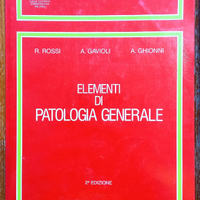 R. ROSSI A. GAVIOLI A. GHIONNI
ELEMENTI
DI
PATOLOGIA GENERALE
2ª EDIZIONE